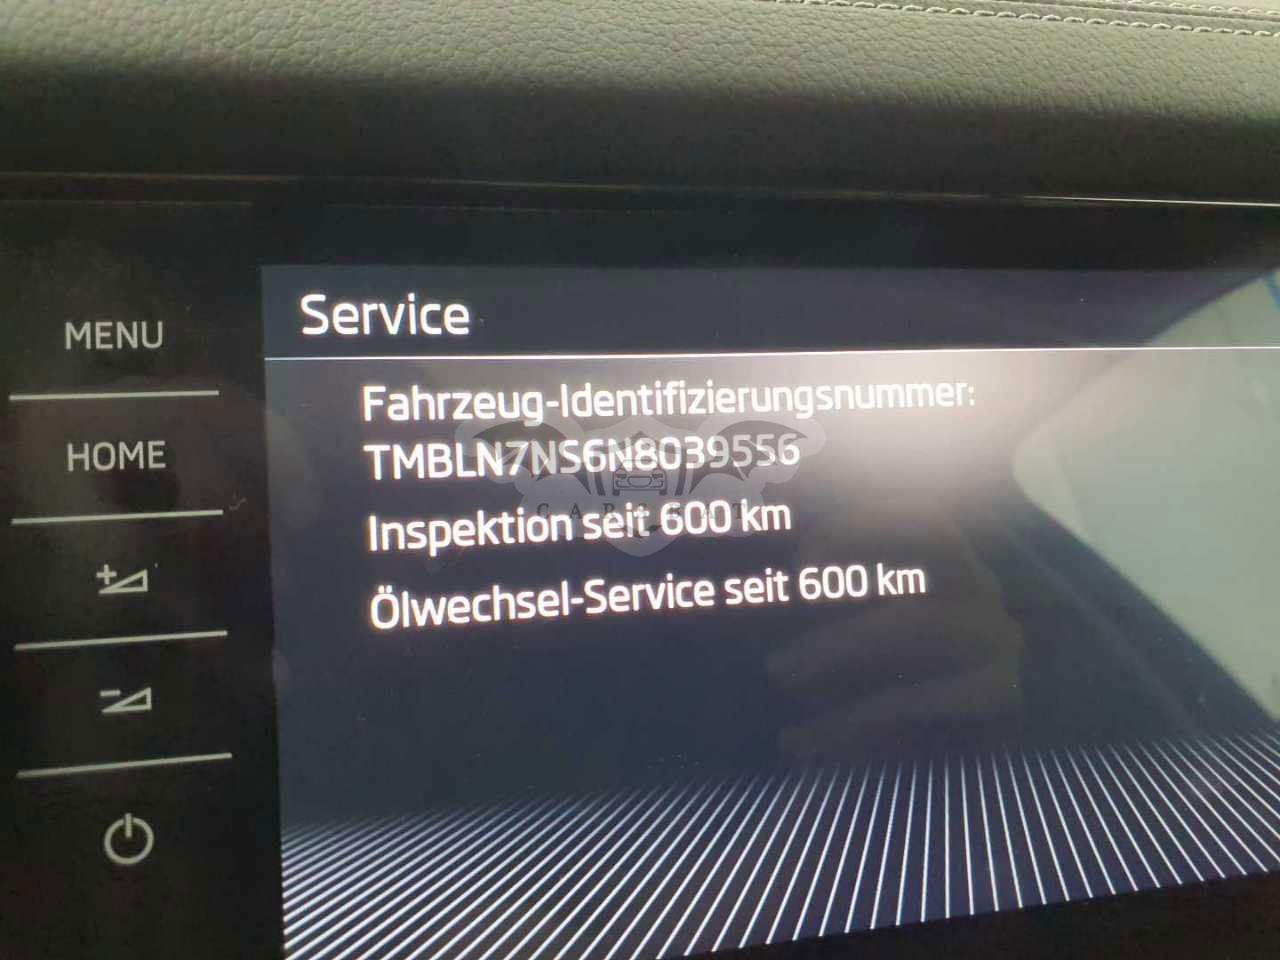 MENU
HOME
Service
Fahrzeug-Identifizierungsnummer:
TMBLN7NS6N8039556
Inspektion seit 600 km
Ölwechsel-Service seit 600 km